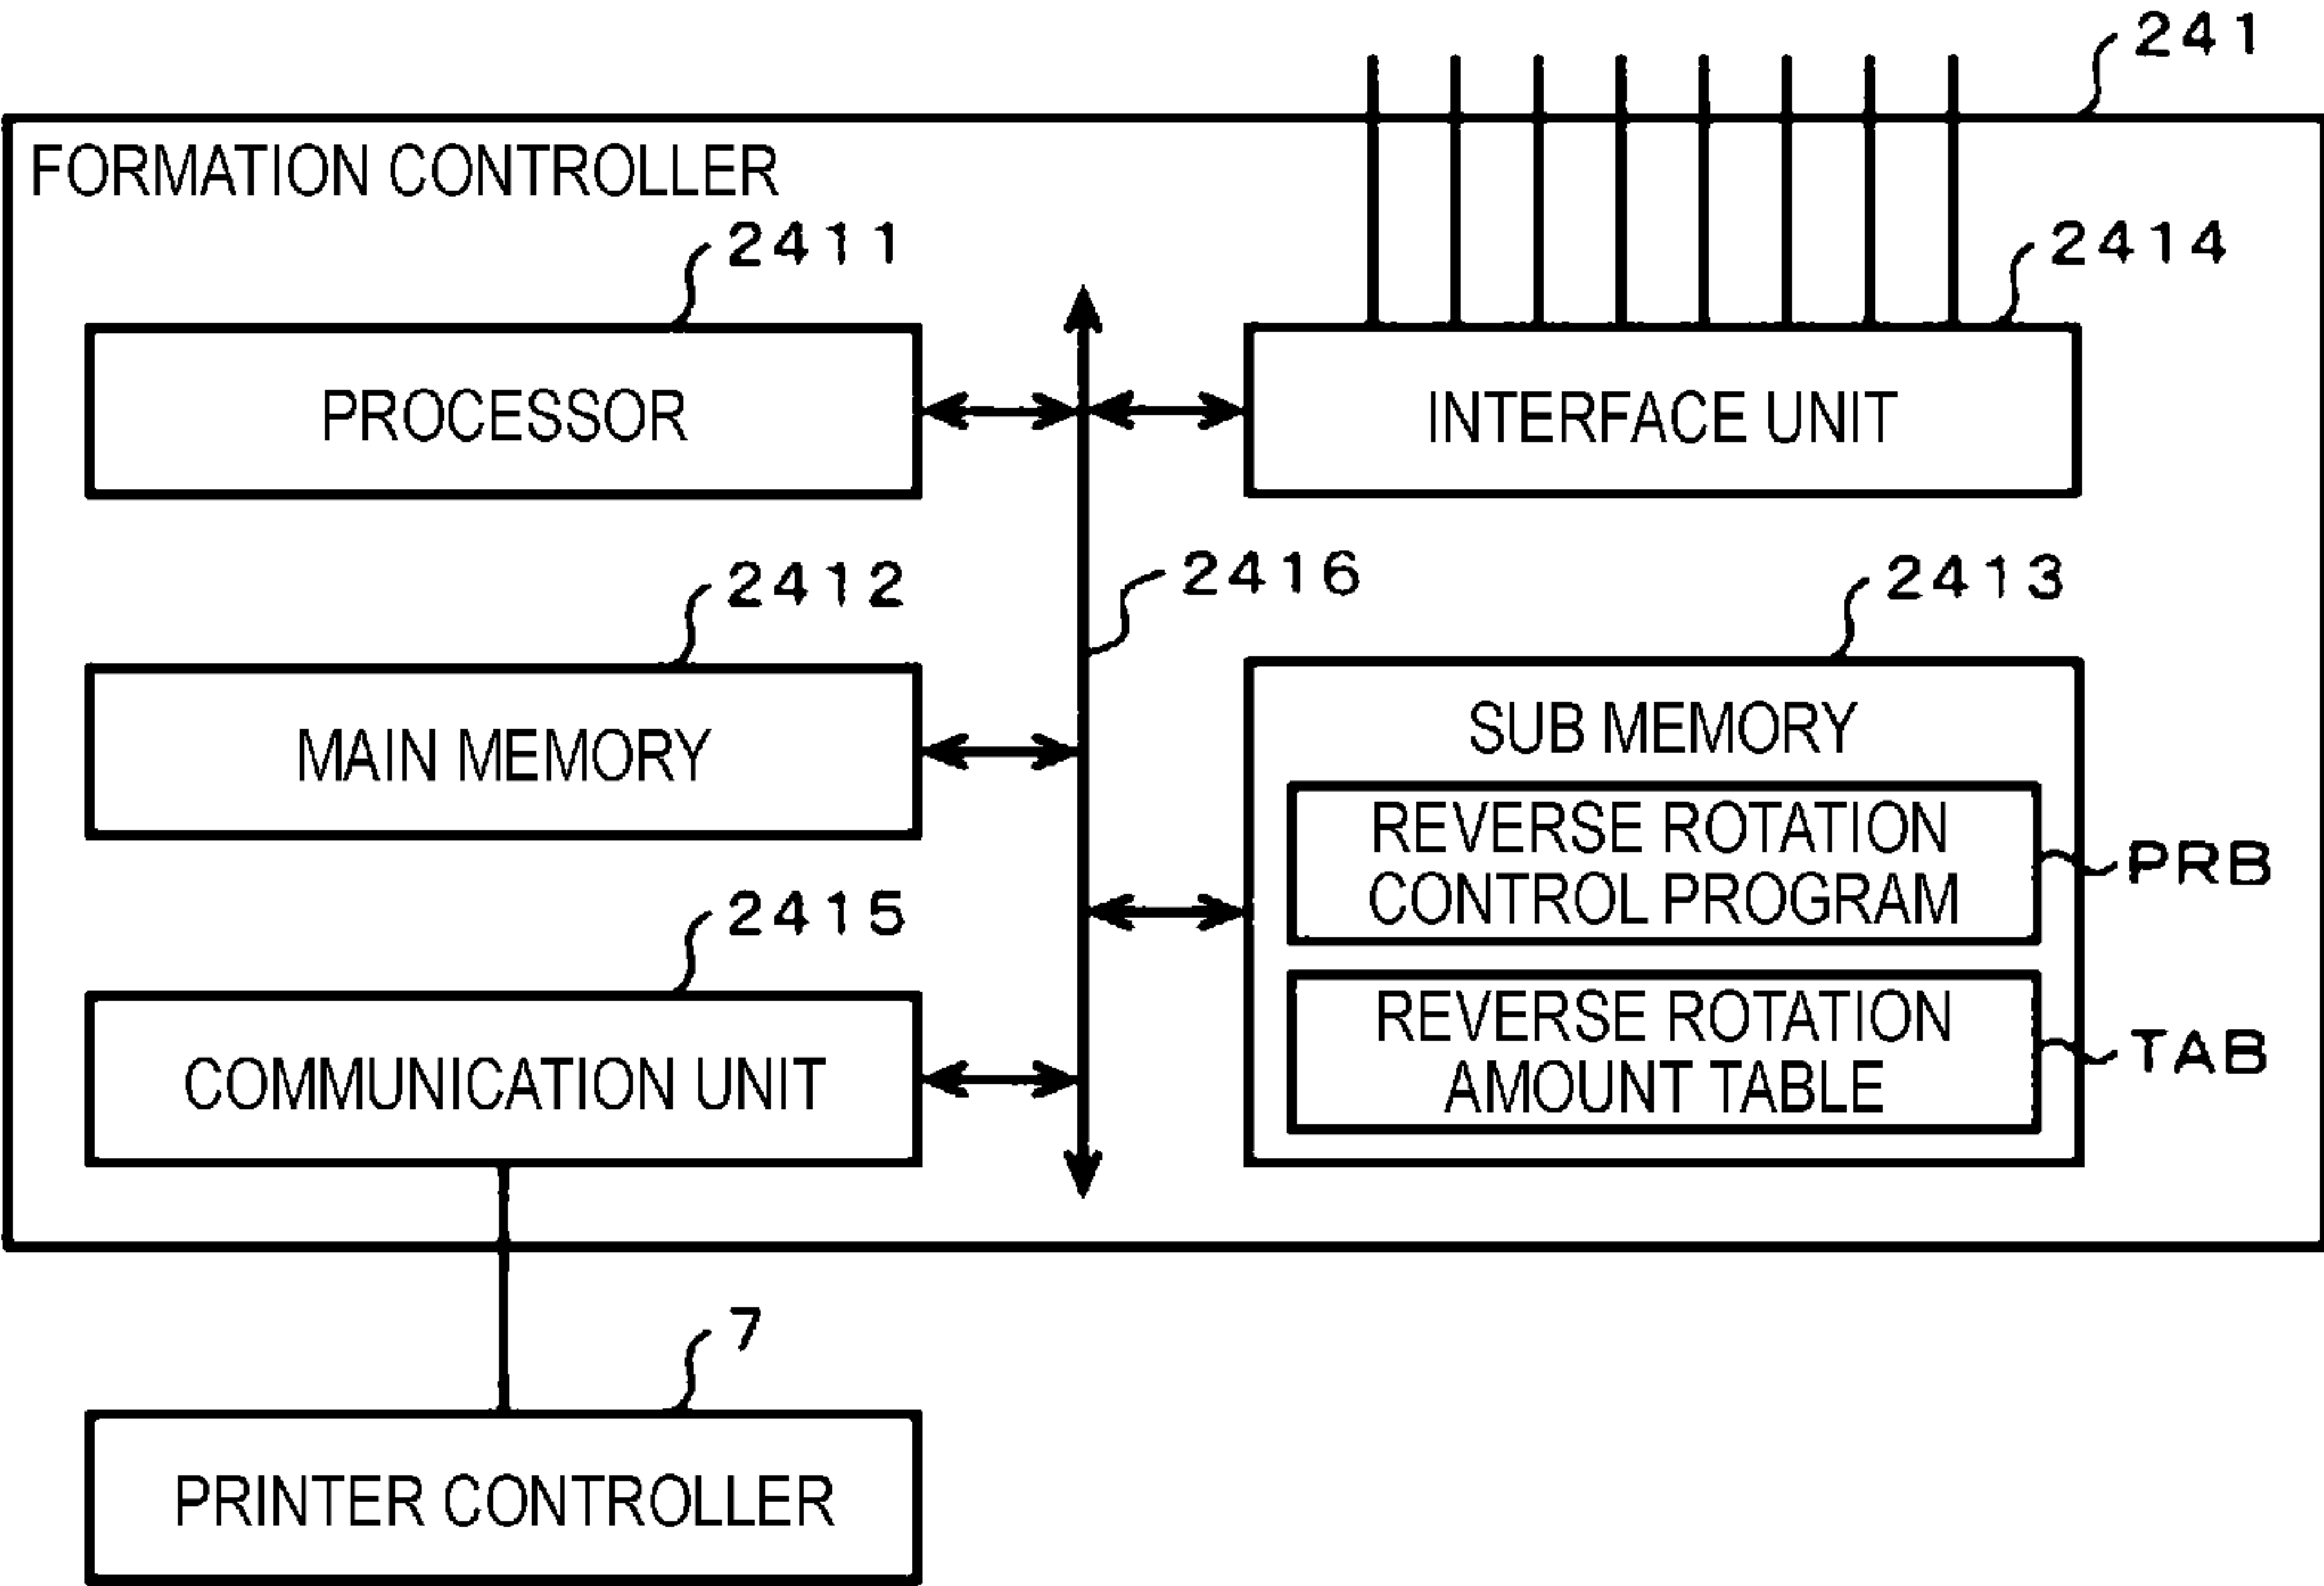 241
FORMATION CONTROLLER
2411
2414
PROCESSOR
INTERFACE UNIT
2416
2412
2413
MAIN MEMORY
SUB MEMORY
REVERSE ROTATION
CONTROL PROGRAM
PRB
2415
REVERSE ROTATION
AMOUNT TABLE
TAB
COMMUNICATION UNIT
7
PRINTER CONTROLLER